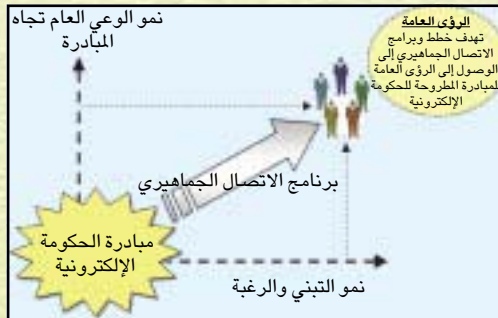 نمو الوعي العام تجاه
المبادرة
الرؤى العامة
تهدف خطط وبرامج
الاتصال الجماهيري إلى
الوصول إلى الرؤى العامة
للمبادرة المطروحة للحكومة
الإلكترونية
برنامج الاتصال الجماهيري
مبادرة الحكومة
الإلكترونية
نمو التبني والرغبة